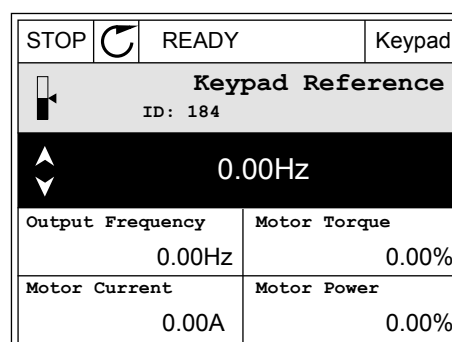 STOP READY Keypad
Keypad Reference
ID: 184
0.00Hz
Output Frequency Motor Torque
0.00Hz 0.00%
Motor Current Motor Power
0.00A 0.00%